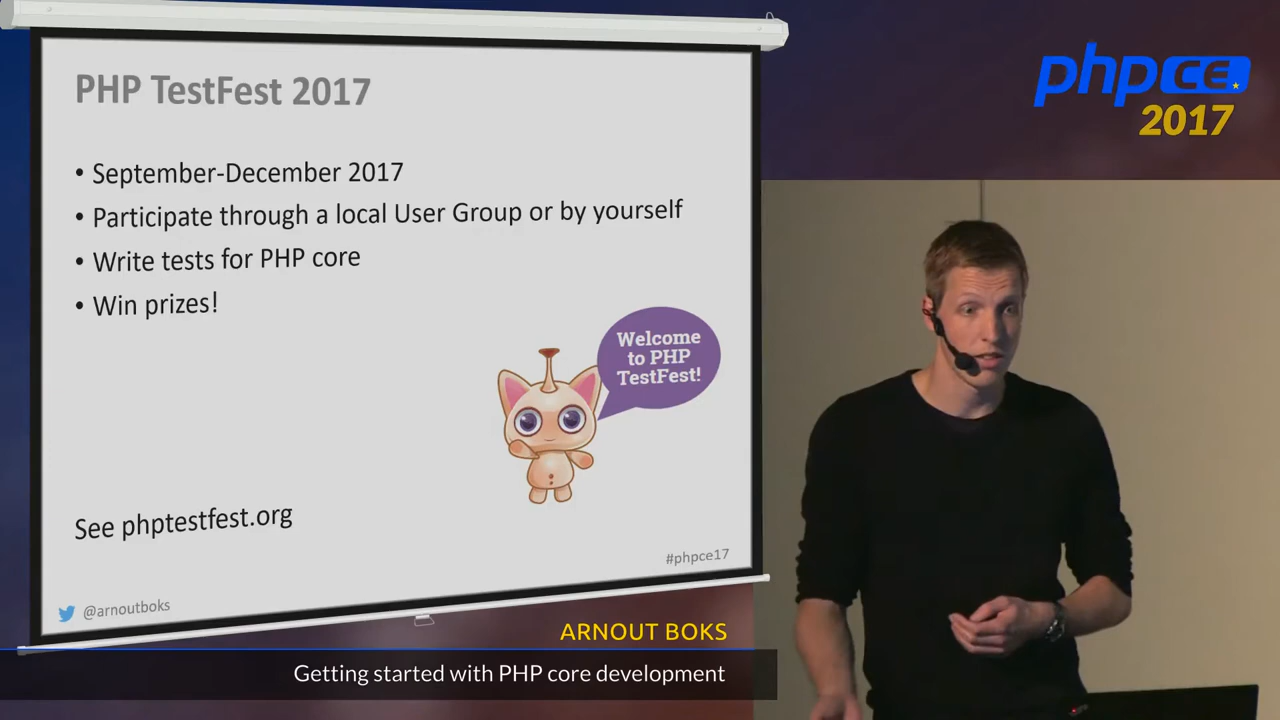 PHP TestFest 2017
• September-December 2017
• Participate through a local User Group or by yourself
• Write tests for PHP core
• Win prizes!
Welcome
to PHP
TestFest!
See phptestfest.org
#phpce17
@arnoutboks
phpCE
2017
ARNOUT BOKS
Getting started with PHP core development